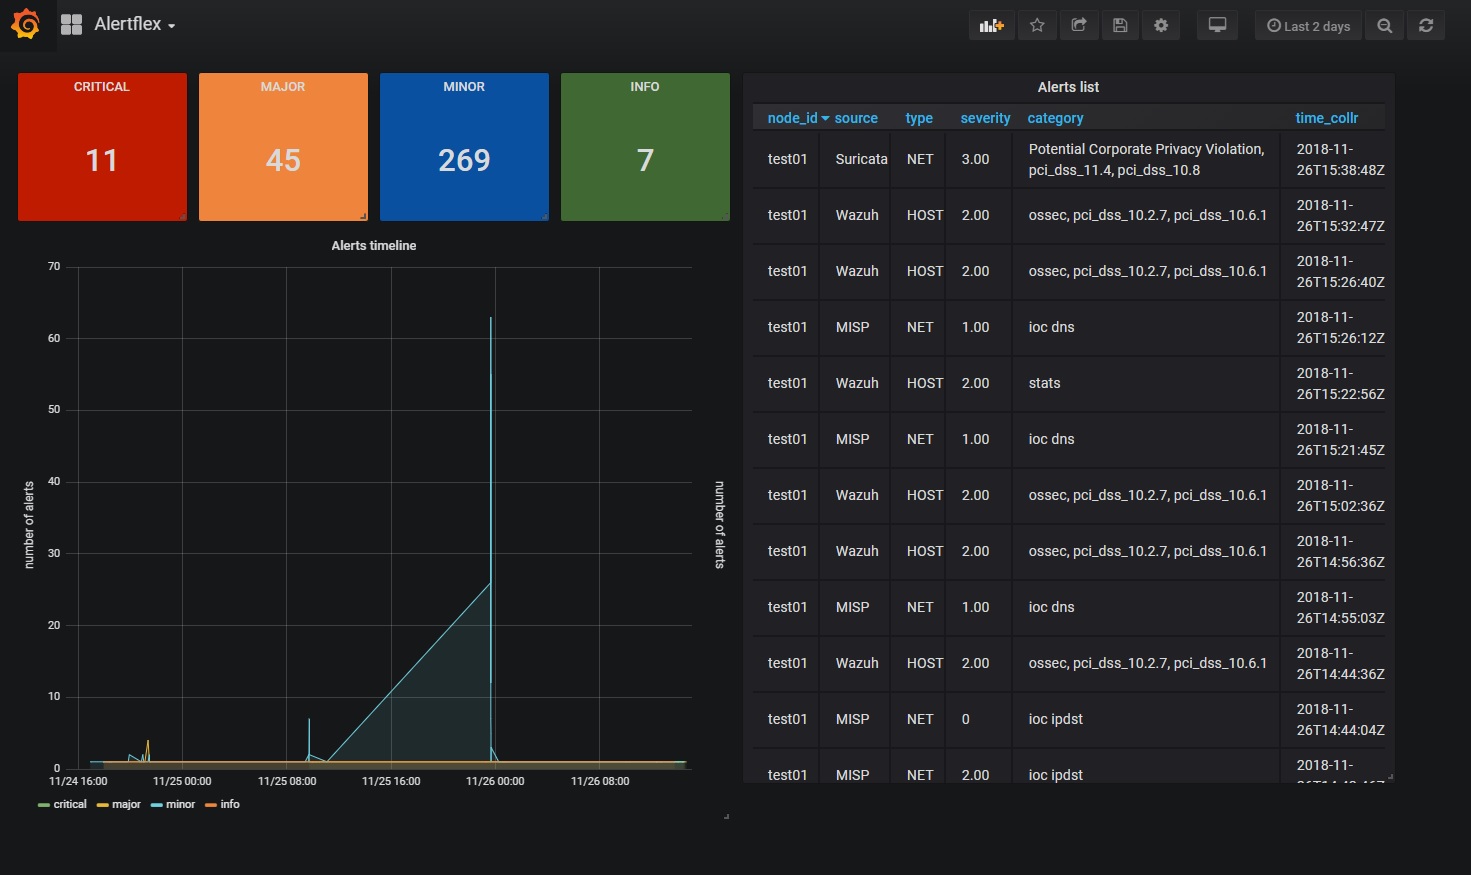 Alertflex
Last 2 days
CRITICAL
11
MAJOR
45
MINOR
269
INFO
7
Alerts timeline
number of alerts
70
60
50
40
30
20
10
0
11/24 16:00 11/25 00:00 11/25 08:00 11/25 16:00 11/26 00:00 11/26 08:00
number of alerts
critical major minor info
Alerts list
node_id source type severity category time_collr
test01 Suricata NET 3.00 Potential Corporate Privacy Violation, 2018-11-
pci_dss_11.4, pci_dss_10.8 26T15:38:48Z
test01 Wazuh HOST 2.00 ossec, pci_dss_10.2.7, pci_dss_10.6.1 2018-11-
26T15:32:47Z
test01 Wazuh HOST 2.00 ossec, pci_dss_10.2.7, pci_dss_10.6.1 2018-11-
26T15:26:40Z
test01 MISP NET 1.00 ioc dns 2018-11-
26T15:26:12Z
test01 Wazuh HOST 2.00 stats 2018-11-
26T15:22:56Z
test01 MISP NET 1.00 ioc dns 2018-11-
26T15:21:45Z
test01 Wazuh HOST 2.00 ossec, pci_dss_10.2.7, pci_dss_10.6.1 2018-11-
26T15:02:36Z
test01 Wazuh HOST 2.00 ossec, pci_dss_10.2.7, pci_dss_10.6.1 2018-11-
26T14:56:36Z
test01 MISP NET 1.00 ioc dns 2018-11-
26T14:55:03Z
test01 Wazuh HOST 2.00 ossec, pci_dss_10.2.7, pci_dss_10.6.1 2018-11-
26T14:44:36Z
test01 MISP NET 0 ioc ipdst 2018-11-
26T14:44:04Z
test01 MISP NET 2.00 ioc ipdst 2018-11-